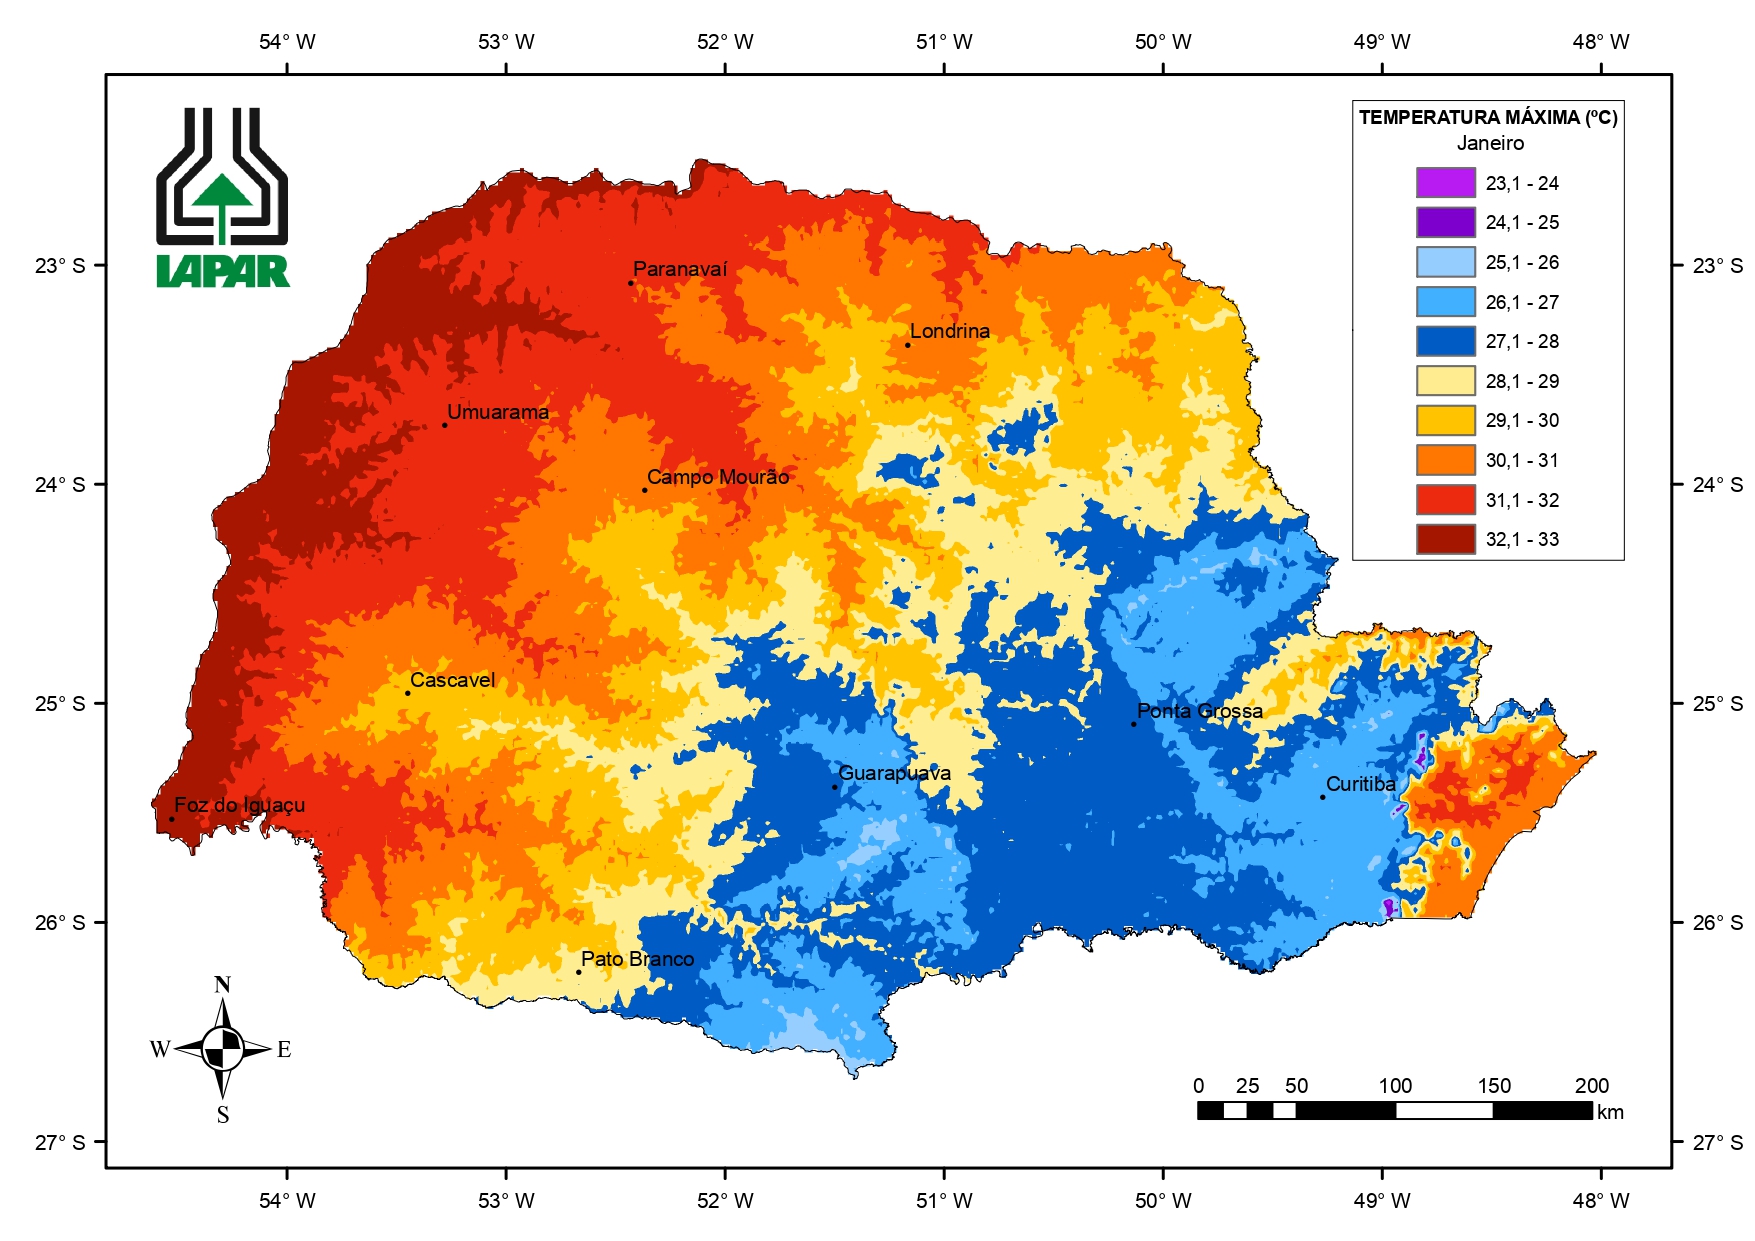 54° W 53° W 52° W 51° W 50° W 49° W 48° W
TEMPERATURA MÁXIMA (ºC)
Janeiro
23,1 - 24
24,1 - 25
25,1 - 26
26,1 - 27
27,1 - 28
28,1 - 29
29,1 - 30
30,1 - 31
31,1 - 32
32,1 - 33
IAPAR
23° S 23° S
Paranavaí
Londrina
Umuarama
Campo Mourão
24° S 24° S
Cascavel
25° S 25° S
Ponta Grossa
Guarapuava
Curitiba
Foz do Iguaçu
26° S 26° S
Pato Branco
N
W E
S
0 25 50 100 150 200
km
27° S 27° S
54° W 53° W 52° W 51° W 50° W 49° W 48° W